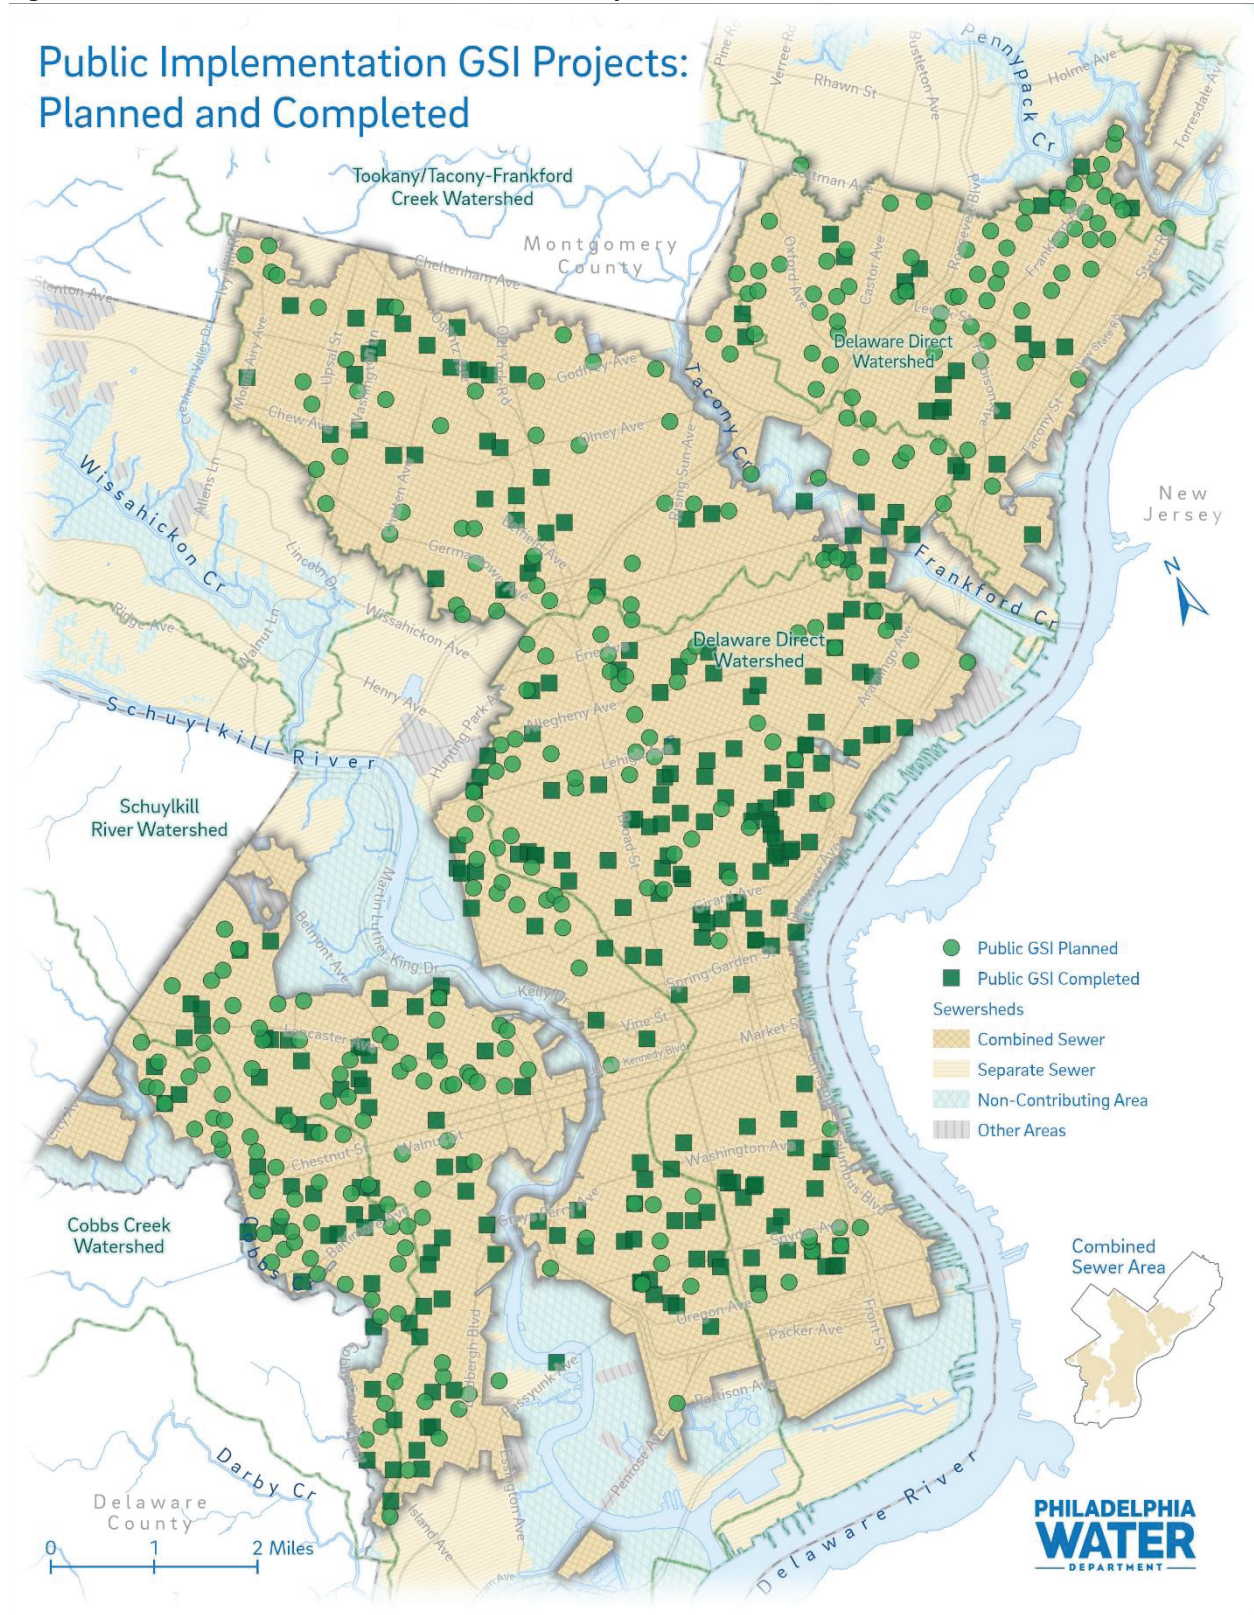 Public Implementation GSI Projects:
Planned and Completed
Tookany/Tacony-Frankford
Creek Watershed
Montgomery
County
Pennypack Cr
Pine R
Verree Rd
Rhawn St
Bustleton Ave
Holme Ave
Torresdale Av
Stenton Ave
Cheltenham Ave
Oxford Ave
Castor Ave
Roosevelt Blvd
State Rd
Cresheim Valley Dr
Mount Airy Ave
Upsal St
Washington
Ogontz Ave
Old York Rd
Godfrey Ave
Delaware Direct
Watershed
Tacony Cr
Chew Ave
Olney Ave
Rising Sun Ave
Tacony St
Wissahickon Cr
Allens Ln
Lincoln Dr
Germantown Ave
New
Jersey
N
Frankford Cr
Ridge Ave
Walnut Ln
Wissahickon Ave
Erie Ave
Delaware Direct
Watershed
Aramingo Ave
Henry Ave
Hunting Park Ave
Allegheny Ave
Schuylkill River
Lehigh Ave
Schuylkill
River Watershed
Broad St
Martin Luther King Dr
Girard Ave
Delaware Ave
Belmont Ave
Kelly Dr
Spring Garden St
Public GSI Planned
Public GSI Completed
Sewersheds
Combined Sewer
Separate Sewer
Non-Contributing Area
Other Areas
Vine St
Market S
Lancaster Ave
Kennedy Blvd
City Av
Chestnut St
Walnut St
Washington Ave
Columbus Blvd
Grays Ferry Ave
Snyder Ave
Cobbs Creek
Watershed
Cobbs Cr
Baltimore Ave
Combined
Sewer Area
Oregon Ave
Packer Ave
Front St
Lindbergh Blvd
Passyunk Ave
Pattison Ave
Penrose Ave
Essington Ave
Island Ave
Darby Cr
Delaware
County
Delaware River
0 1 2 Miles
PHILADELPHIA
WATER
DEPARTMENT